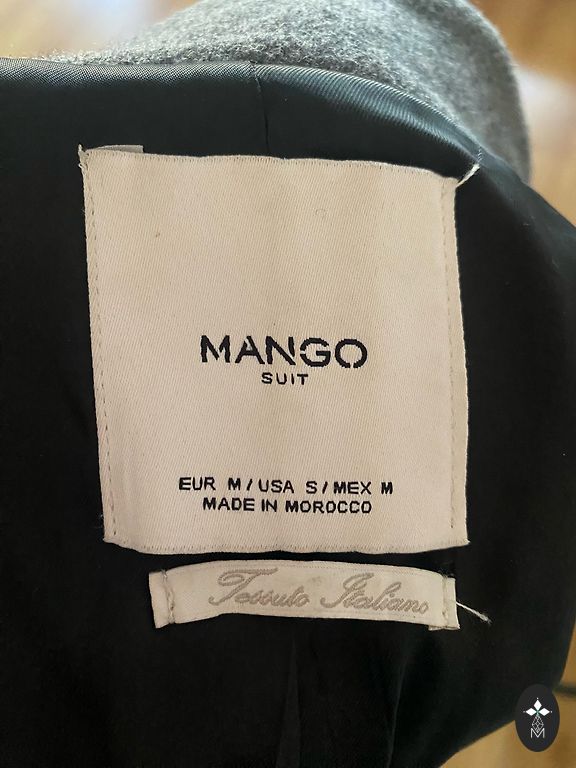 MANGO
SUIT
EUR M / USA S / MEX M
MADE IN MOROCCO
Tessuto Italiano
M